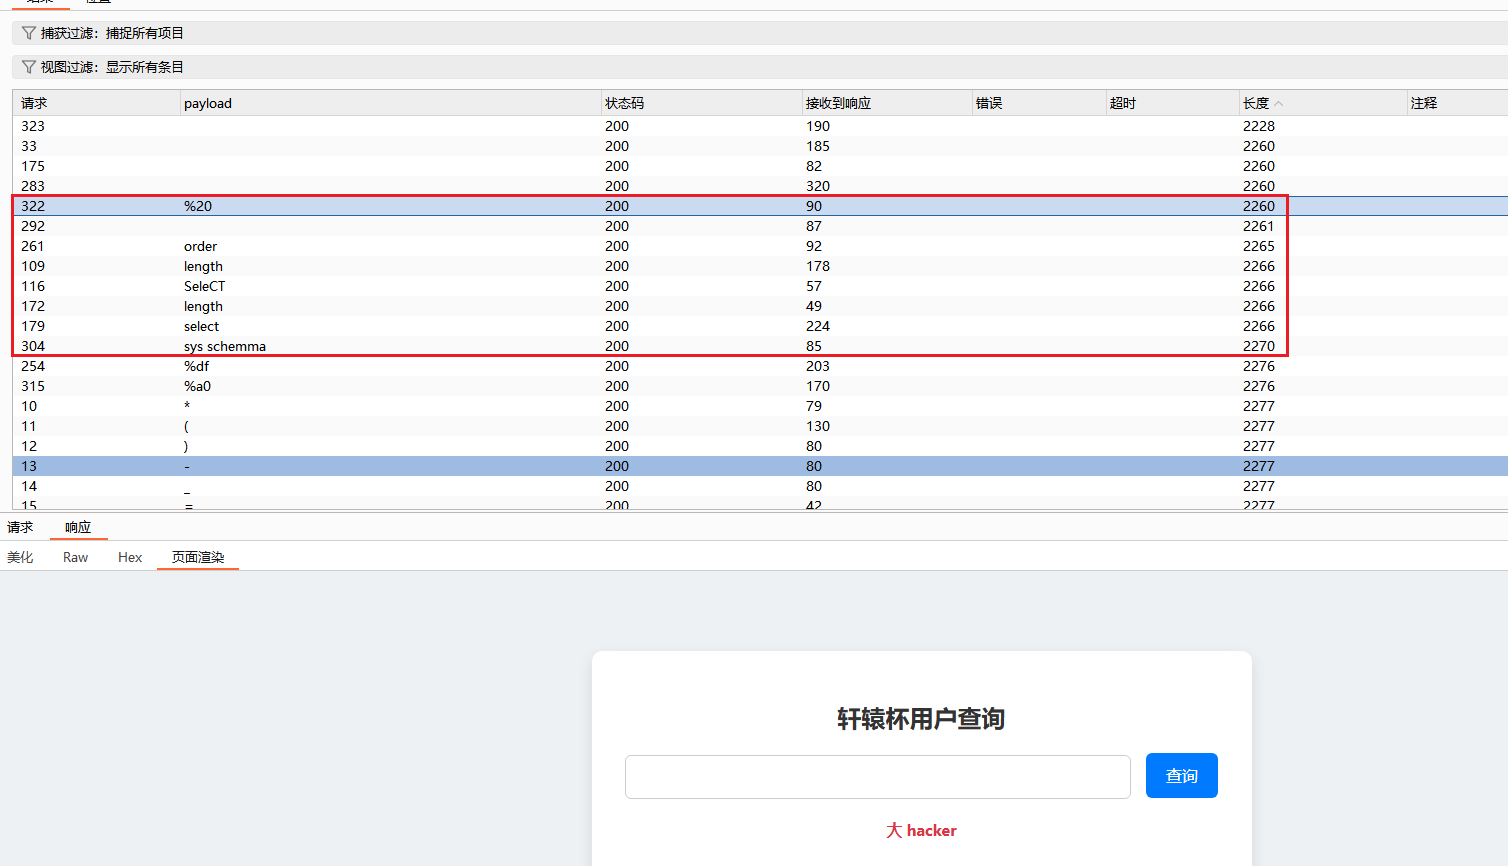 捕获过滤：捕捉所有项目
视图过滤：显示所有条目
请求 payload 状态码 接收到响应 错误 超时 长度 注释
323 200 190 2228
33 200 185 2260
175 200 82 2260
283 200 320 2260
322 %20 200 90 2260
292 200 87 2261
261 order 200 92 2265
109 length 200 178 2266
116 SeleCT 200 57 2266
172 length 200 49 2266
179 select 200 224 2266
304 sys schemma 200 85 2270
254 %df 200 203 2276
315 %a0 200 170 2276
10 * 200 79 2277
11 ( 200 130 2277
12 ) 200 80 2277
13 - 200 80 2277
14 _ 200 80 2277
15 = 200 42 2277
请求 响应
美化 Raw Hex 页面渲染
轩辕杯用户查询
查询
大 hacker